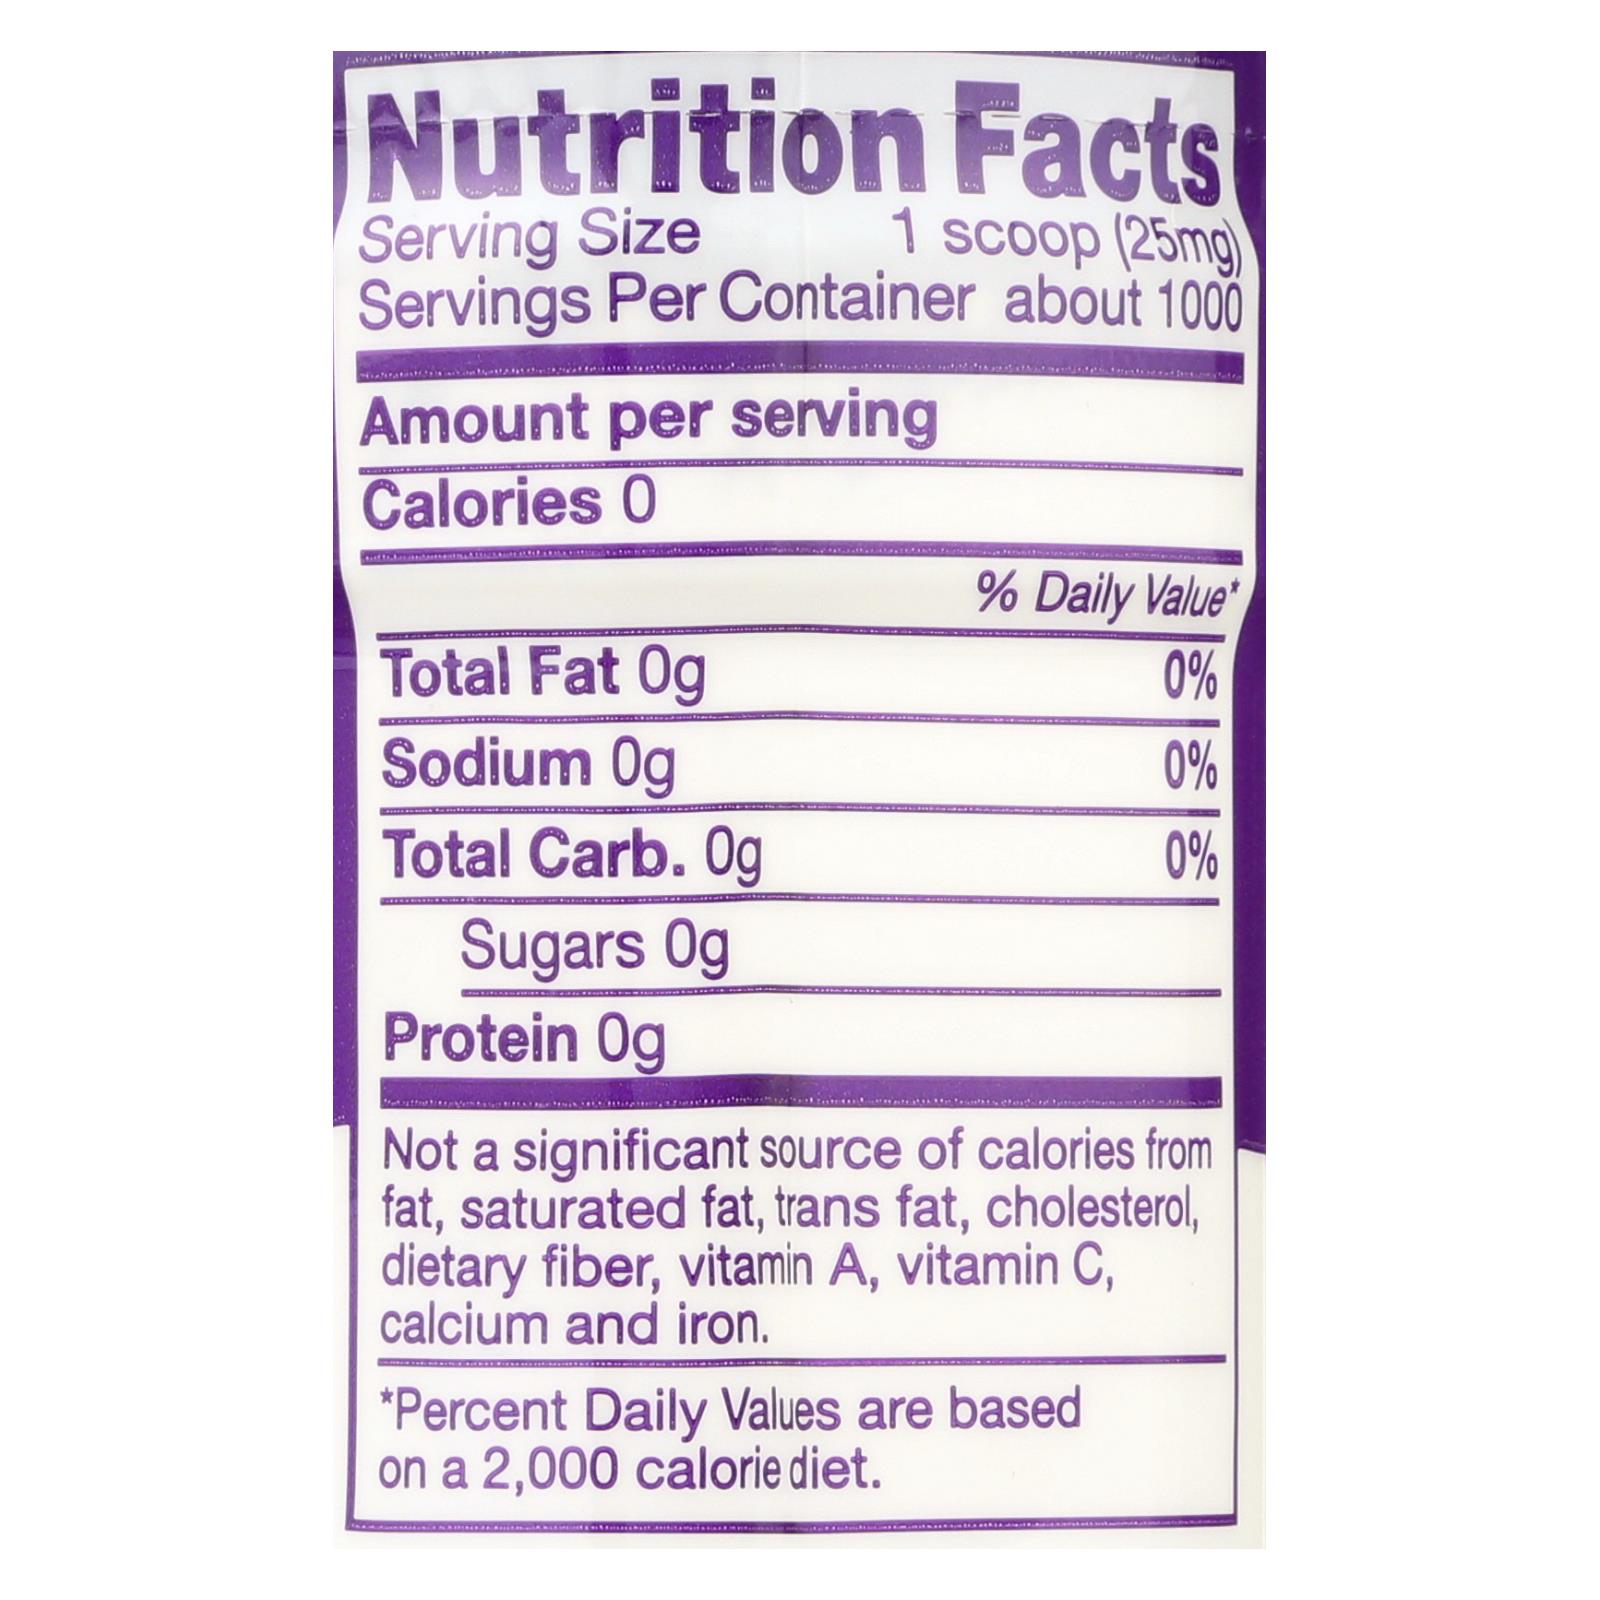 Nutrition Facts
Serving Size 1 scoop (25mg)
Servings Per Container about 1000
Amount per serving
Calories 0
% Daily Value*
Total Fat 0g 0%
Sodium 0g 0%
Total Carb. 0g 0%
Sugars 0g
Protein 0g
Not a significant source of calories from
fat, saturated fat, trans fat, cholesterol,
dietary fiber, vitamin A, vitamin C,
calcium and iron.
*Percent Daily Values are based
on a 2,000 calorie diet.